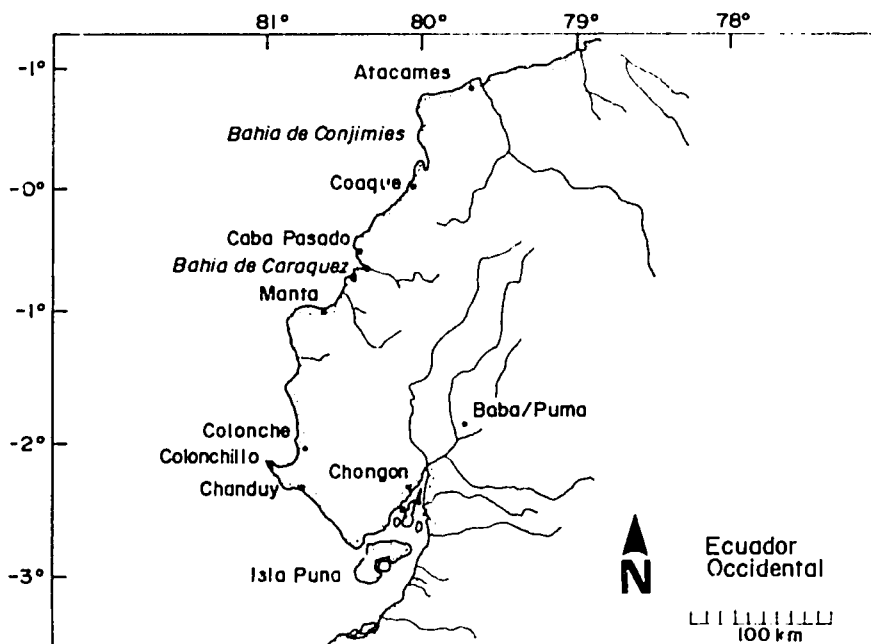 81° 80° 79° 78°
-1°
Atacames
Bahia de Conjimies
-0°
Coaque
Caba Pasado
Bahia de Caraquez
Manta
-1°
Baba/Puma
Colonche
-2°
Colonchillo
Chongon
Chanduy
Isla Puna
-3°
N
Ecuador
Occidental
100 km